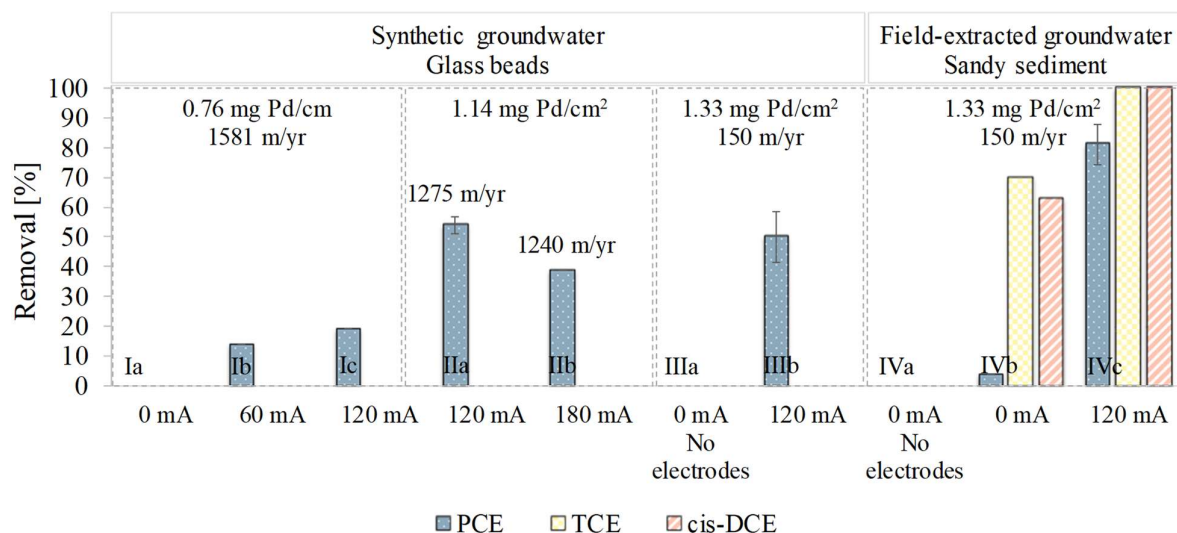 Synthetic groundwater
Glass beads
Field-extracted groundwater
Sandy sediment
Removal [%]
100
90
80
70
60
50
40
30
20
10
0
0.76 mg Pd/cm
1581 m/yr
1.14 mg Pd/cm²
1275 m/yr
1240 m/yr
1.33 mg Pd/cm²
150 m/yr
1.33 mg Pd/cm²
150 m/yr
Ia Ib Ic IIa IIb IIIa IIIb IVa IVb IVc
0 mA 60 mA 120 mA 120 mA 180 mA 0 mA 120 mA 0 mA 0 mA 120 mA
No No
electrodes electrodes
PCE TCE cis-DCE